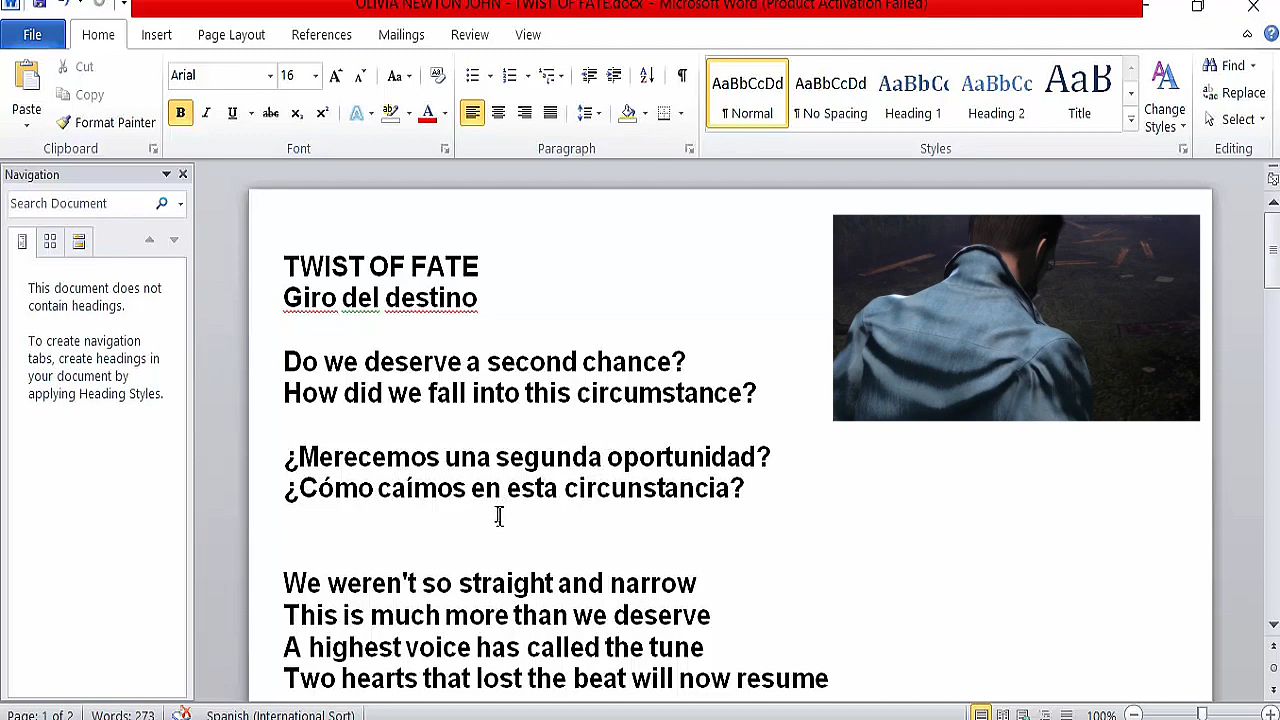 OLIVIA NEWTON JOHN - TWIST OF FATE.docx - Microsoft Word (Product Activation Failed)
File Home Insert Page Layout References Mailings Review View
Cut
Copy
Format Painter
Paste
Clipboard
Arial 16
Font
Paragraph
AaBbCcDd AaBbCcDd AaBbCc AaBbCc AaB
¶ Normal ¶ No Spacing Heading 1 Heading 2 Title
Change Styles
Styles
Find
Replace
Select
Editing
Navigation
Search Document
This document does not
contain headings.
To create navigation
tabs, create headings in
your document by
applying Heading Styles.
TWIST OF FATE
Giro del destino
Do we deserve a second chance?
How did we fall into this circumstance?
¿Merecemos una segunda oportunidad?
¿Cómo caímos en esta circunstancia?
We weren't so straight and narrow
This is much more than we deserve
A highest voice has called the tune
Two hearts that lost the beat will now resume
Page: 1 of 2 Words: 273 Spanish (International Sort) 100%